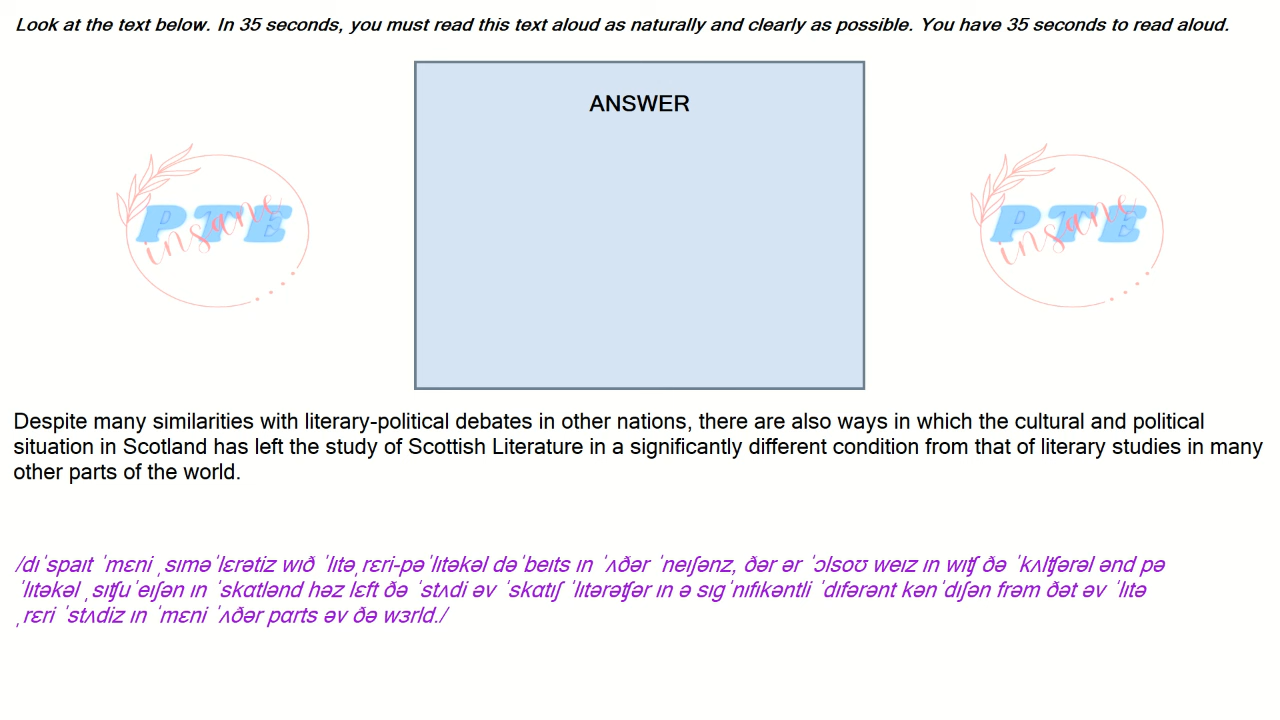 Look at the text below. In 35 seconds, you must read this text aloud as naturally and clearly as possible. You have 35 seconds to read aloud.
ANSWER
PTE
insane
PTE
insane
Despite many similarities with literary-political debates in other nations, there are also ways in which the cultural and political
situation in Scotland has left the study of Scottish Literature in a significantly different condition from that of literary studies in many
other parts of the world.
/dɪˈspaɪt ˈmɛni ˌsɪməˈlɛrətiz wɪð ˈlɪtəˌrɛri-pəˈlɪtəkəl dəˈbeɪts ɪn ˈʌðər ˈneɪʃənz, ðər ər ˈɔlsoʊ weɪz ɪn wɪʧ ðə ˈkʌlʧərəl ənd pə
ˈlɪtəkəl ˌsɪʧuˈeɪʃən ɪn ˈskɑtlənd həz lɛft ðə ˈstʌdi əv ˈskɑtɪʃ ˈlɪtərəʧər ɪn ə sɪgˈnɪfɪkəntli ˈdɪfərənt kənˈdɪʃən frəm ðət əv ˈlɪtə
ˌrɛri ˈstʌdiz ɪn ˈmɛni ˈʌðər pɑrts əv ðə wɜrld./